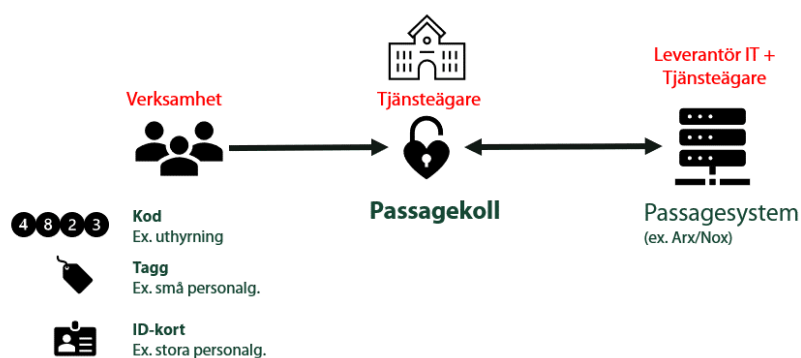 Leverantör IT +
Tjänsteägare
Verksamhet
Tjänsteägare
Passagekoll
Passagesystem
(ex. Arx/Nox)
4 8 2 3
Kod
Ex. uthyrning
Tagg
Ex. små personalg.
ID-kort
Ex. stora personalg.